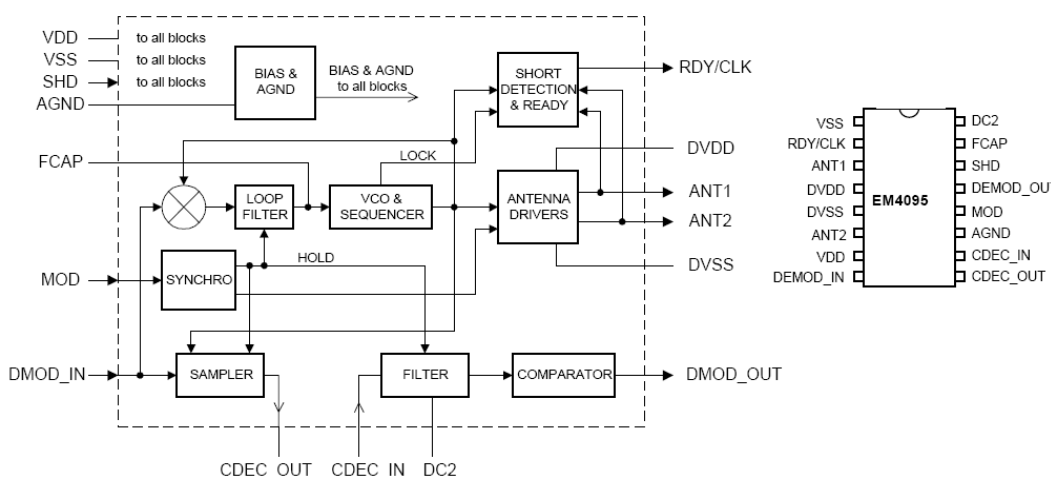 VDD
to all blocks
VSS
to all blocks
SHD
to all blocks
AGND
BIAS &
AGND
BIAS & AGND
to all blocks
SHORT
DETECTION
& READY
RDY/CLK
FCAP
LOCK
DVDD
LOOP
FILTER
VCO &
SEQUENCER
ANTENNA
DRIVERS
ANT1
ANT2
HOLD
DVSS
MOD
SYNCHRO
DMOD_IN
SAMPLER
FILTER
COMPARATOR
DMOD_OUT
CDEC OUT
CDEC IN
DC2
VSS
RDY/CLK
ANT1
DVDD
DVSS
ANT2
VDD
DEMOD_IN
EM4095
DC2
FCAP
SHD
DEMOD_OUT
MOD
AGND
CDEC_IN
CDEC_OUT